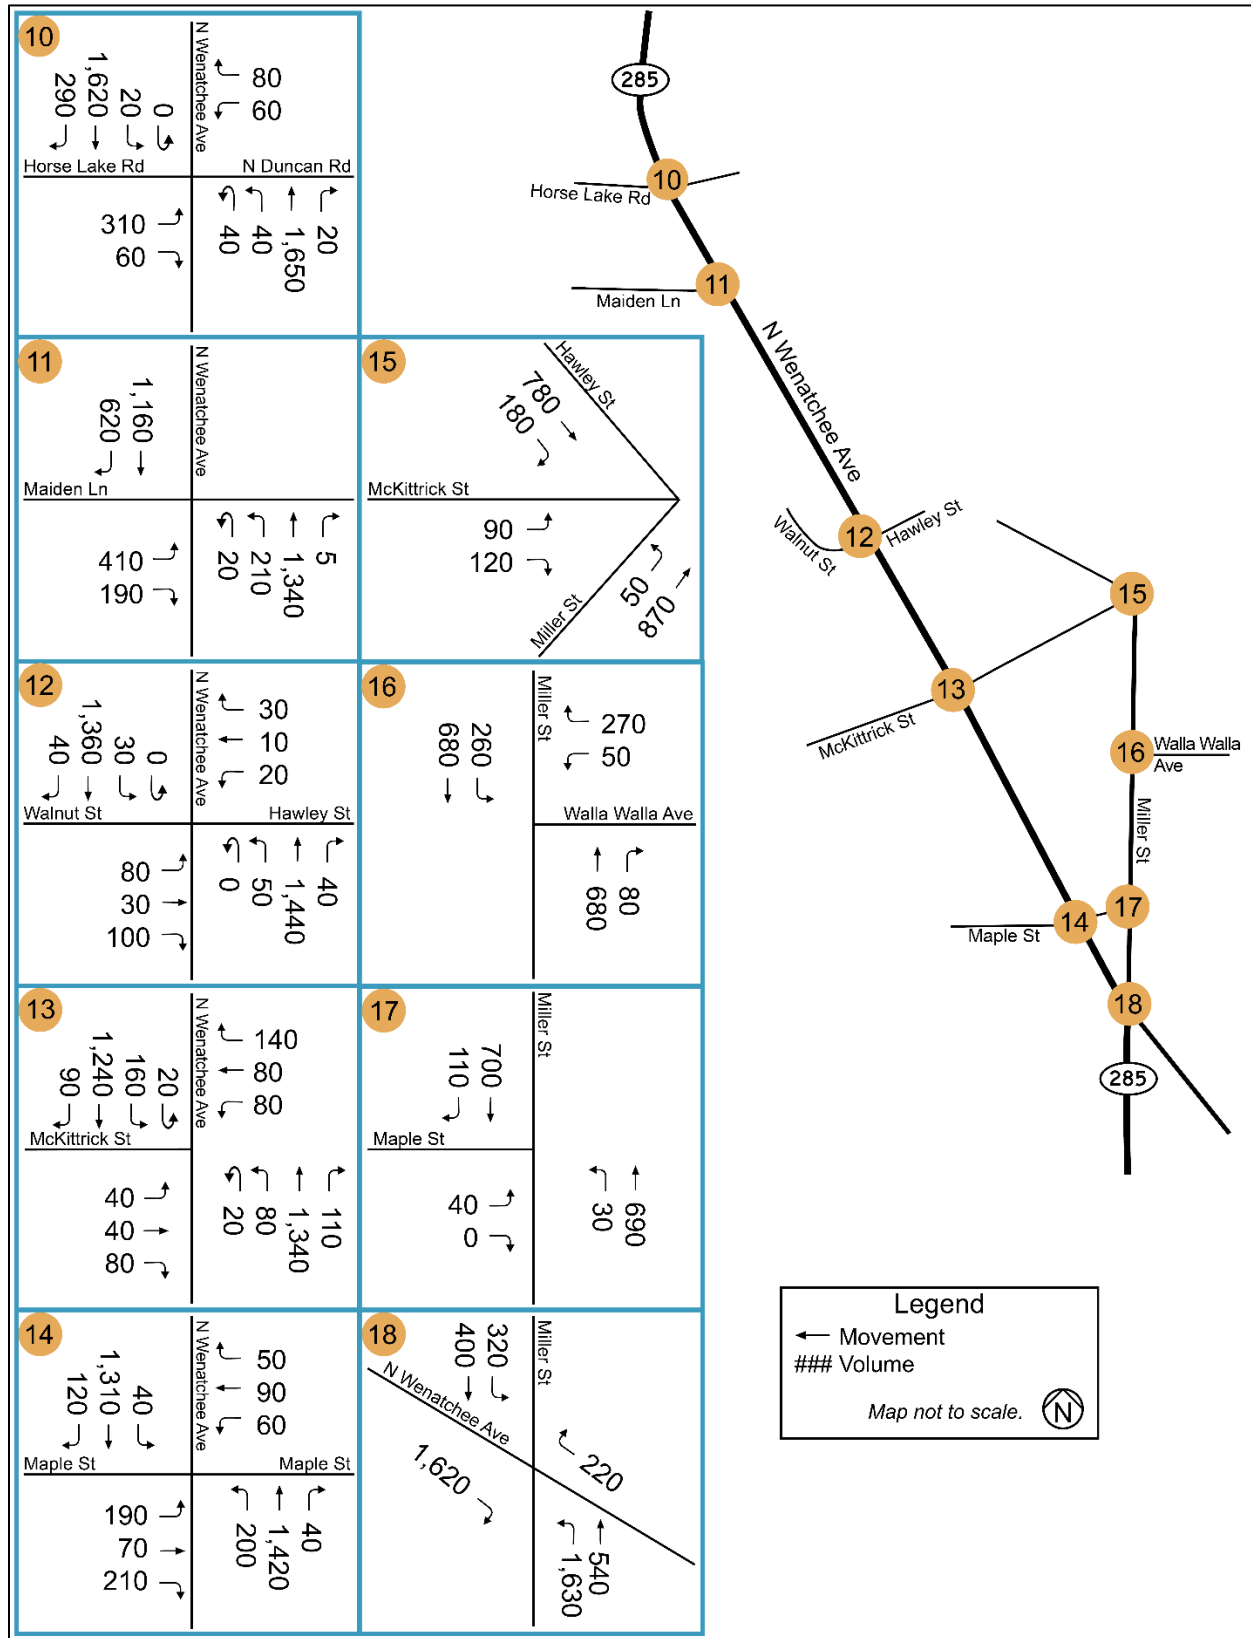 10
N Wenatchee Ave
290
1,620
20
0
80
60
Horse Lake Rd
N Duncan Rd
310
60
40
40
1,650
20
11
N Wenatchee Ave
620
1,160
Maiden Ln
410
190
20
210
1,340
5
12
N Wenatchee Ave
40
1,360
30
0
30
10
20
Walnut St
Hawley St
80
30
100
0
50
1,440
40
13
N Wenatchee Ave
90
1,240
160
20
140
80
80
McKittrick St
40
40
80
20
80
1,340
110
14
N Wenatchee Ave
120
1,310
40
50
90
60
Maple St
Maple St
190
70
210
200
1,420
40
15
Hawley St
780
180
McKittrick St
90
120
Miller St
50
870
16
Miller St
680
260
270
50
Walla Walla Ave
680
80
17
Miller St
110
700
Maple St
40
0
30
690
18
Miller St
400
320
N Wenatchee Ave
1,620
220
1,630
540
285
10
Horse Lake Rd
11
Maiden Ln
N Wenatchee Ave
12
Walnut St
Hawley St
15
13
McKittrick St
16
Walla Walla
Ave
Miller St
14
17
Maple St
18
285
Legend
Movement
### Volume
Map not to scale.
N